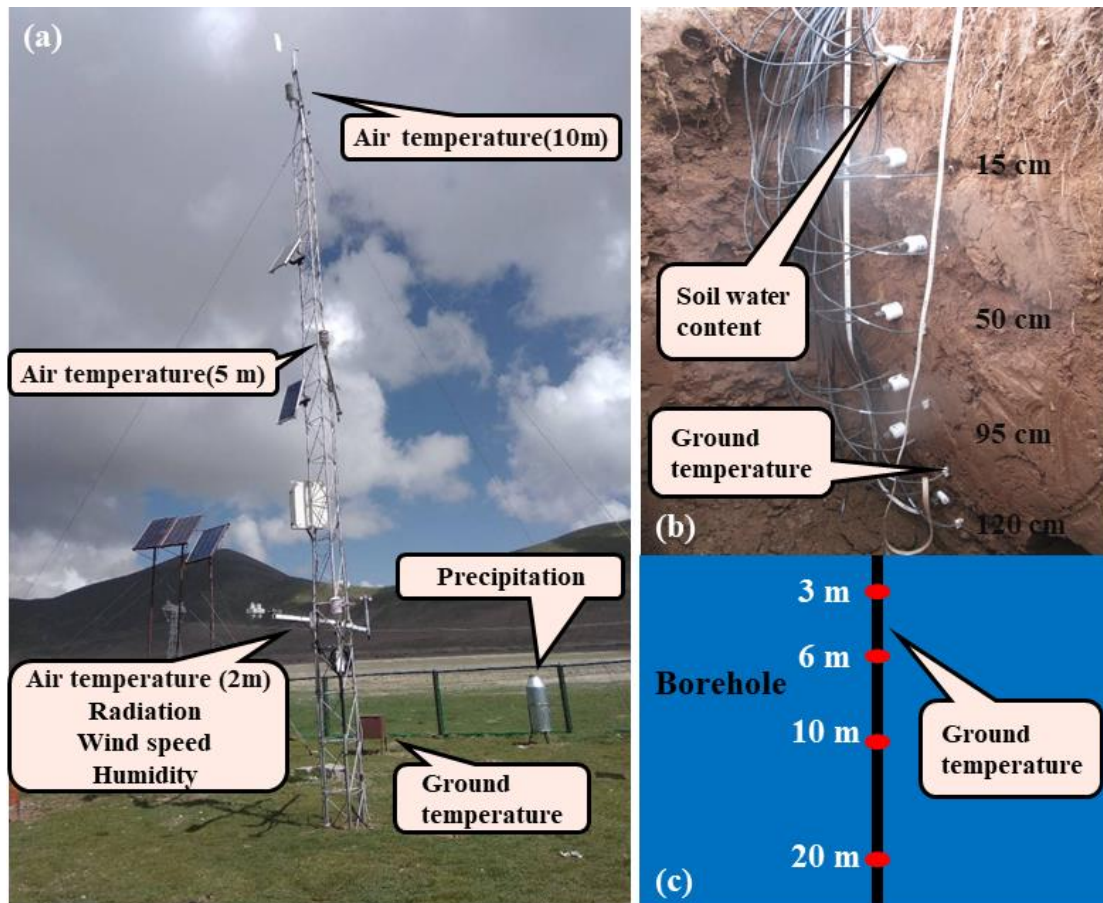 (a)
Air temperature(10m)
Air temperature(5 m)
Precipitation
Air temperature (2m)
Radiation
Wind speed
Humidity
Ground
temperature
15 cm
Soil water
content
50 cm
Ground
temperature
95 cm
120 cm
(b)
3 m
6 m
Borehole
10 m
Ground
temperature
20 m
(c)